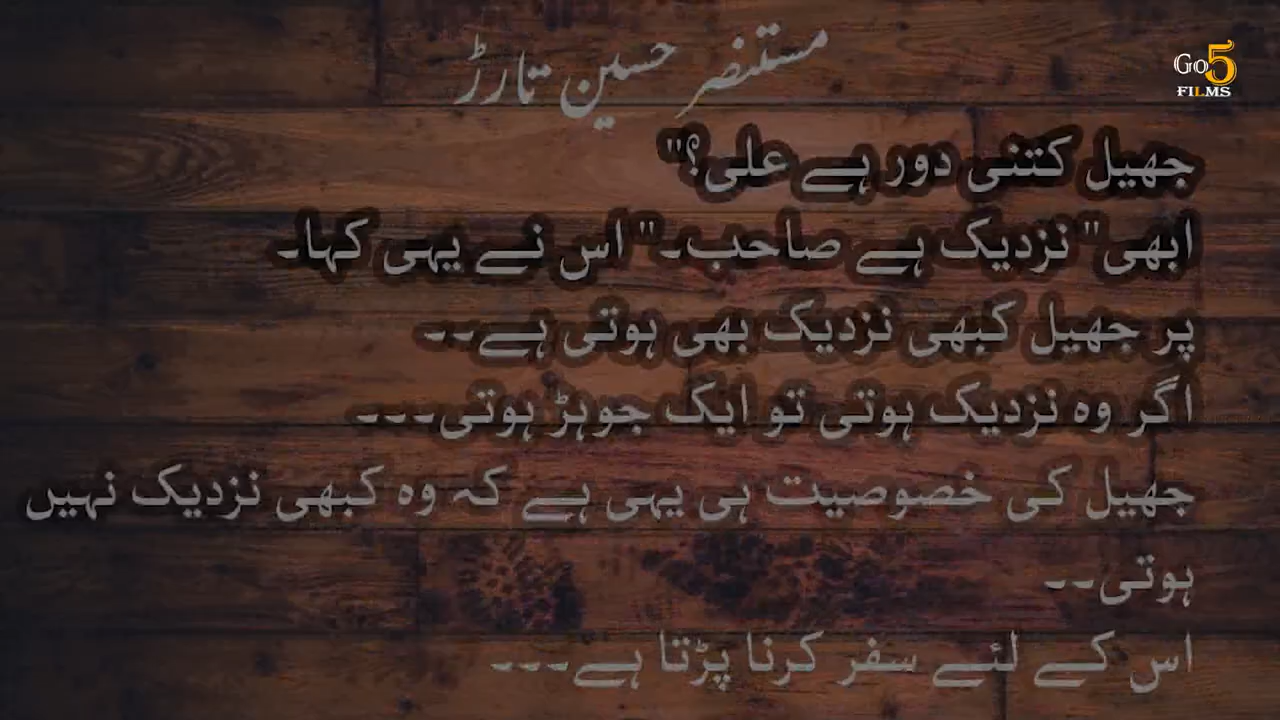 مستنصر حسین تارڑ
Go5
FILMS
جھیل کتنی دور ہے علی؟"
ابھی" نزدیک ہے صاحب۔" اس نے یہی کہا۔
پر جھیل کبھی نزدیک بھی ہوتی ہے۔۔
اگر وہ نزدیک ہوتی تو ایک جوہڑ ہوتی۔۔۔
جھیل کی خصوصیت ہی یہی ہے کہ وہ کبھی نزدیک نہیں
ہوتی۔۔
اس کے لئے سفر کرنا پڑتا ہے۔۔۔